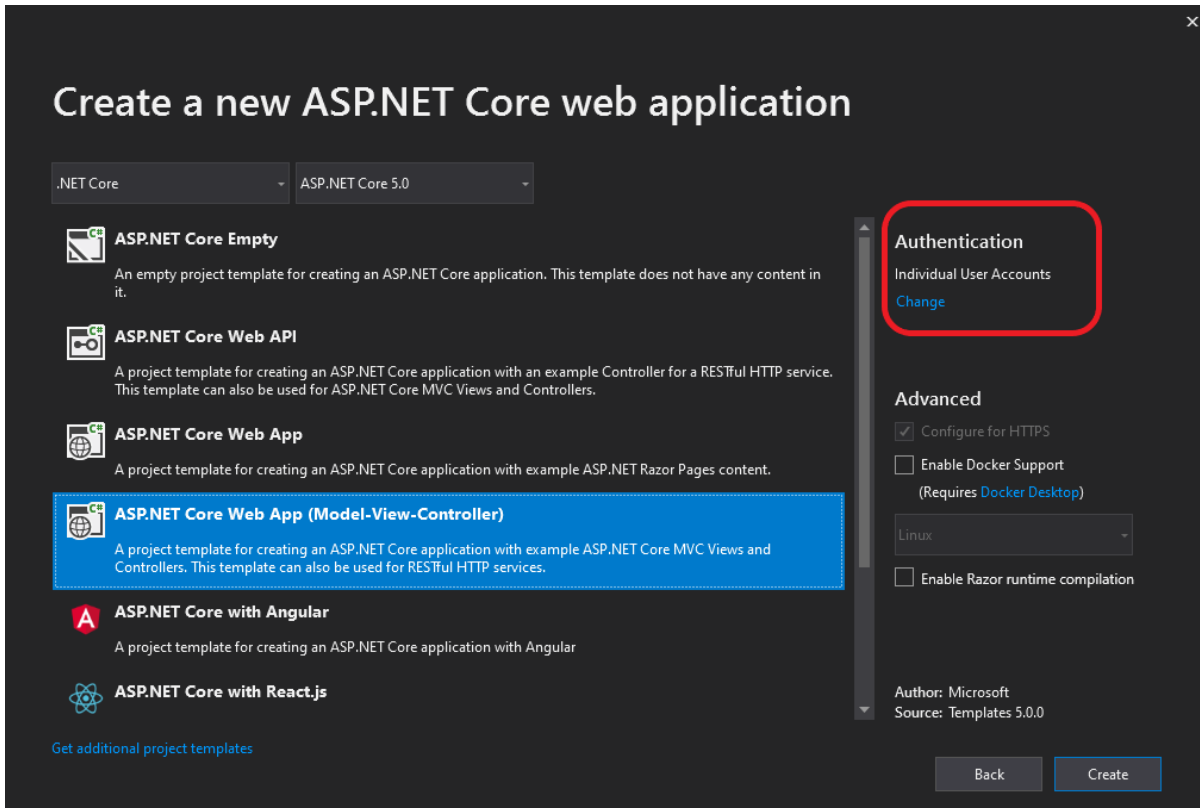 Create a new ASP.NET Core web application
.NET Core
ASP.NET Core 5.0
ASP.NET Core Empty
An empty project template for creating an ASP.NET Core application. This template does not have any content in
it.
ASP.NET Core Web API
A project template for creating an ASP.NET Core application with an example Controller for a RESTful HTTP service.
This template can also be used for ASP.NET Core MVC Views and Controllers.
ASP.NET Core Web App
A project template for creating an ASP.NET Core application with example ASP.NET Razor Pages content.
ASP.NET Core Web App (Model-View-Controller)
A project template for creating an ASP.NET Core application with example ASP.NET Core MVC Views and
Controllers. This template can also be used for RESTful HTTP services.
ASP.NET Core with Angular
A project template for creating an ASP.NET Core application with Angular
ASP.NET Core with React.js
Get additional project templates
Authentication
Individual User Accounts
Change
Advanced
Configure for HTTPS
Enable Docker Support
(Requires Docker Desktop)
Linux
Enable Razor runtime compilation
Author: Microsoft
Source: Templates 5.0.0
Back
Create